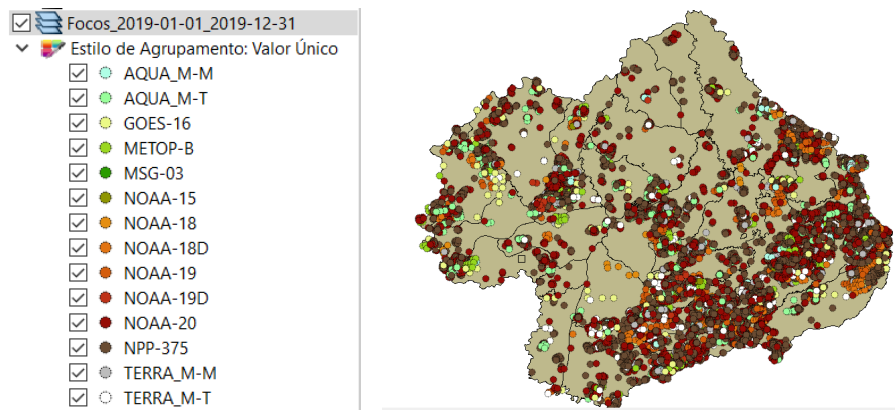 Focos_2019-01-01_2019-12-31
Estilo de Agrupamento: Valor Único
AQUA_M-M
AQUA_M-T
GOES-16
METOP-B
MSG-03
NOAA-15
NOAA-18
NOAA-18D
NOAA-19
NOAA-19D
NOAA-20
NPP-375
TERRA_M-M
TERRA_M-T